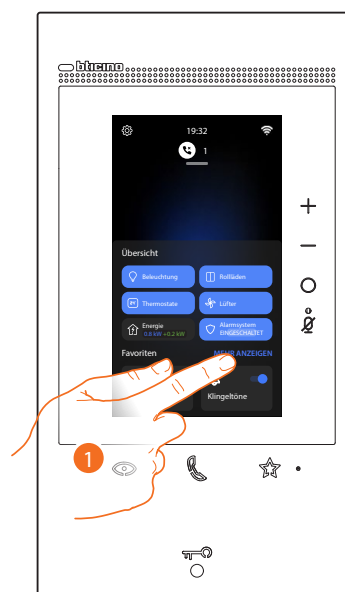 bticino
19:32
1
Übersicht
Beleuchtung
Rollläden
Thermostate
Lüfter
Energie
0.8 kW +0.2 kW
Alarmsystem
EINGESCHALTET
Favoriten
MEHR ANZEIGEN
Klingeltöne
1